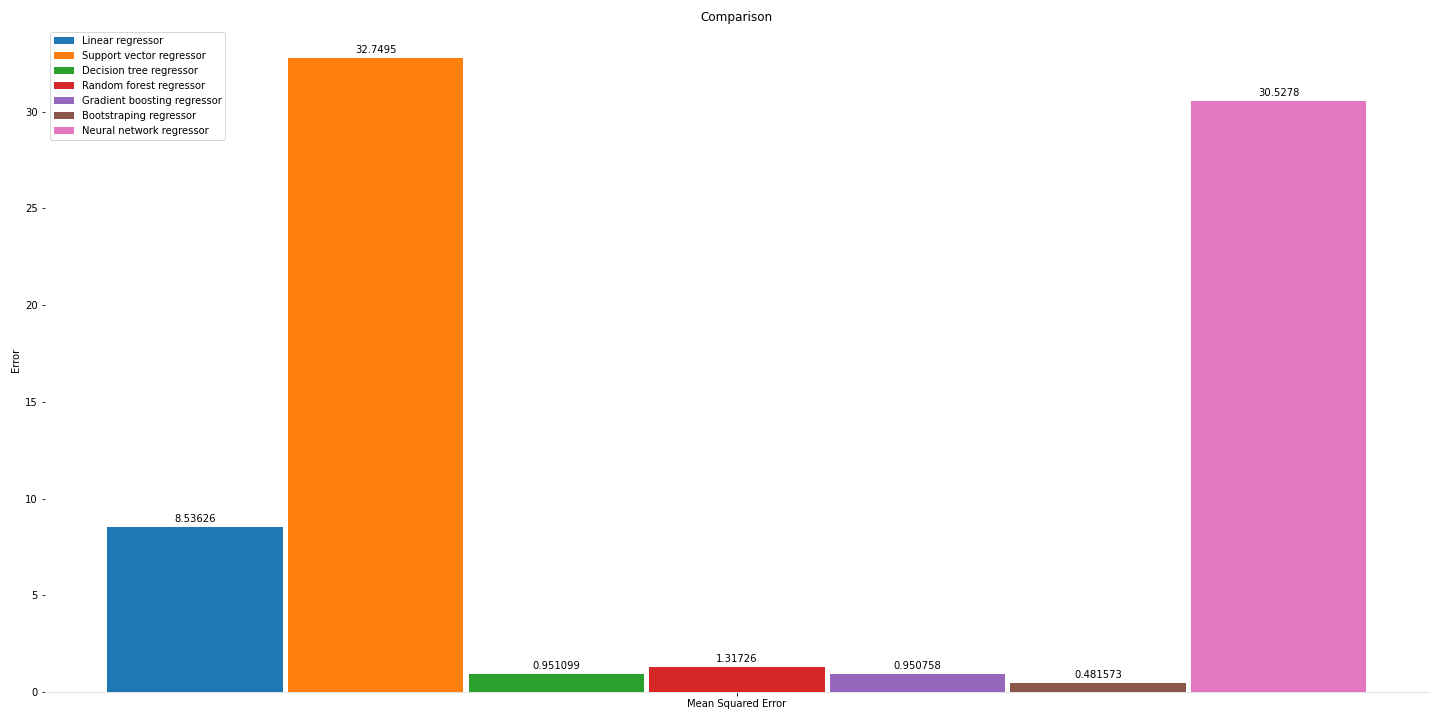 Comparison
Linear regressor
Support vector regressor
Decision tree regressor
Random forest regressor
Gradient boosting regressor
Bootstraping regressor
Neural network regressor
32.7495
30.5278
8.53626
0.951099
1.31726
0.950758
0.481573
Error
30
25
20
15
10
5
0
Mean Squared Error